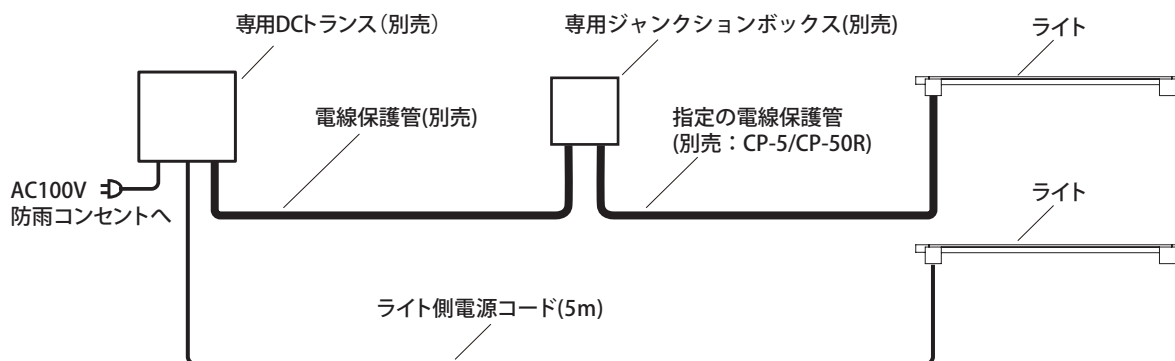 専用DCトランス（別売）
専用ジャンクションボックス(別売)
ライト
電線保護管(別売)
指定の電線保護管
(別売：CP-5/CP-50R)
AC100V
防雨コンセントへ
ライト
ライト側電源コード(5m)